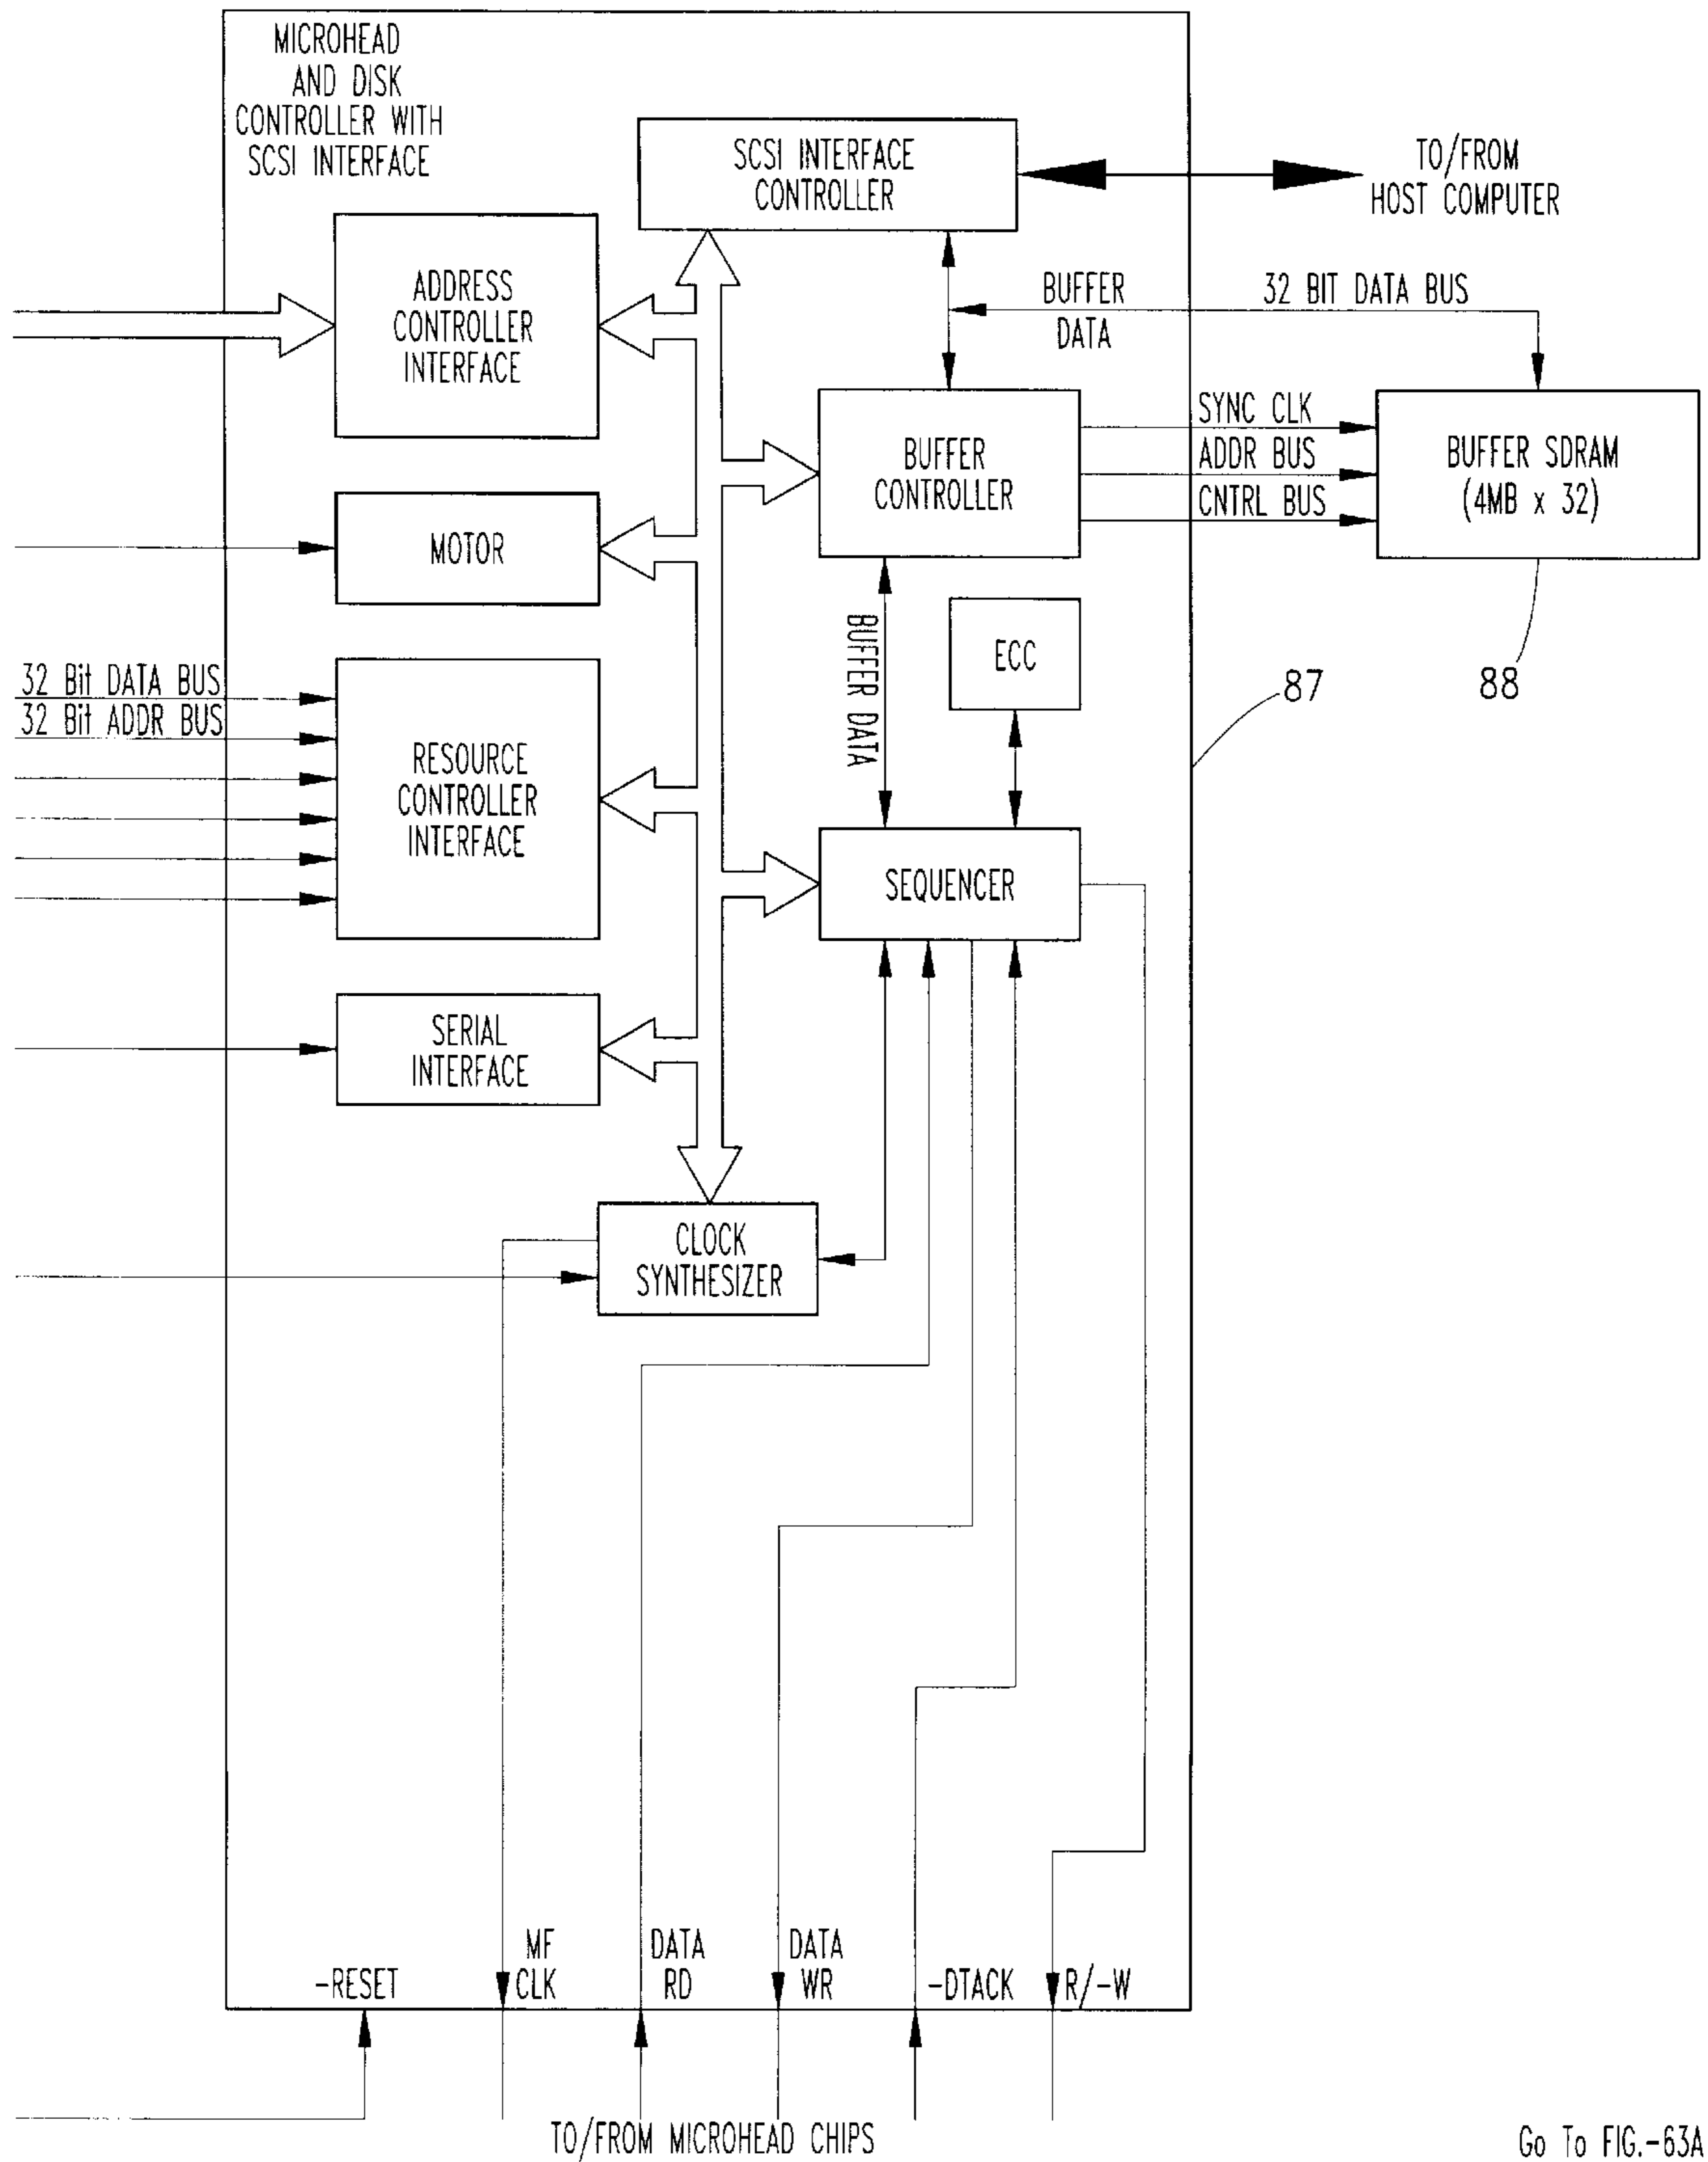 MICROHEAD
AND DISK
CONTROLLER WITH
SCSI INTERFACE
SCSI INTERFACE
CONTROLLER
TO/FROM
HOST COMPUTER
ADDRESS
CONTROLLER
INTERFACE
BUFFER
DATA
32 BIT DATA BUS
BUFFER
CONTROLLER
SYNC CLK
ADDR BUS
CNTRL BUS
BUFFER SDRAM
(4MB x 32)
MOTOR
BUFFER DATA
ECC
87
88
32 Bit DATA BUS
32 Bit ADDR BUS
RESOURCE
CONTROLLER
INTERFACE
SEQUENCER
SERIAL
INTERFACE
CLOCK
SYNTHESIZER
-RESET
MF
CLK
DATA
RD
DATA
WR
-DTACK
R/-W
TO/FROM MICROHEAD CHIPS
Go To FIG.-63A